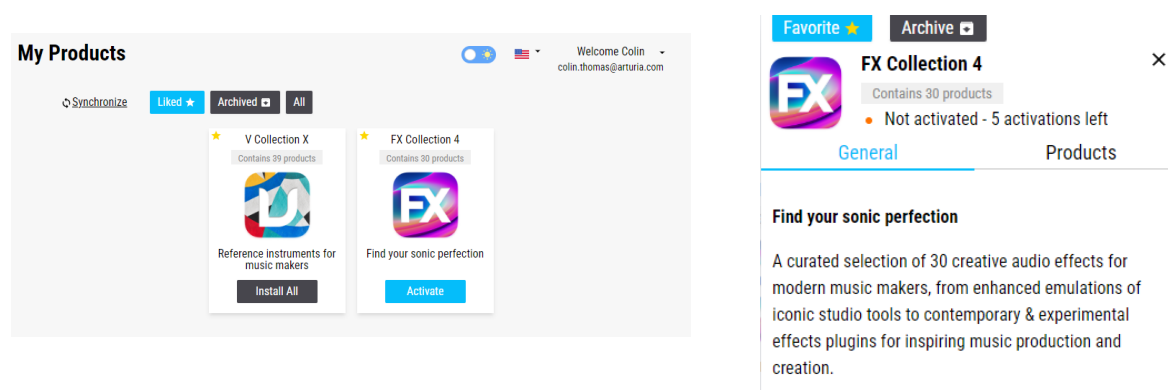 My Products
Welcome Colin
colin.thomas@arturia.com
Synchronize
Liked
Archived
All
V Collection X
Contains 39 products
Reference instruments for
music makers
Install All
FX Collection 4
Contains 30 products
FX
Find your sonic perfection
Activate
Favorite
Archive
FX
FX Collection 4
Contains 30 products
Not activated - 5 activations left
General
Products
Find your sonic perfection
A curated selection of 30 creative audio effects for
modern music makers, from enhanced emulations of
iconic studio tools to contemporary & experimental
effects plugins for inspiring music production and
creation.